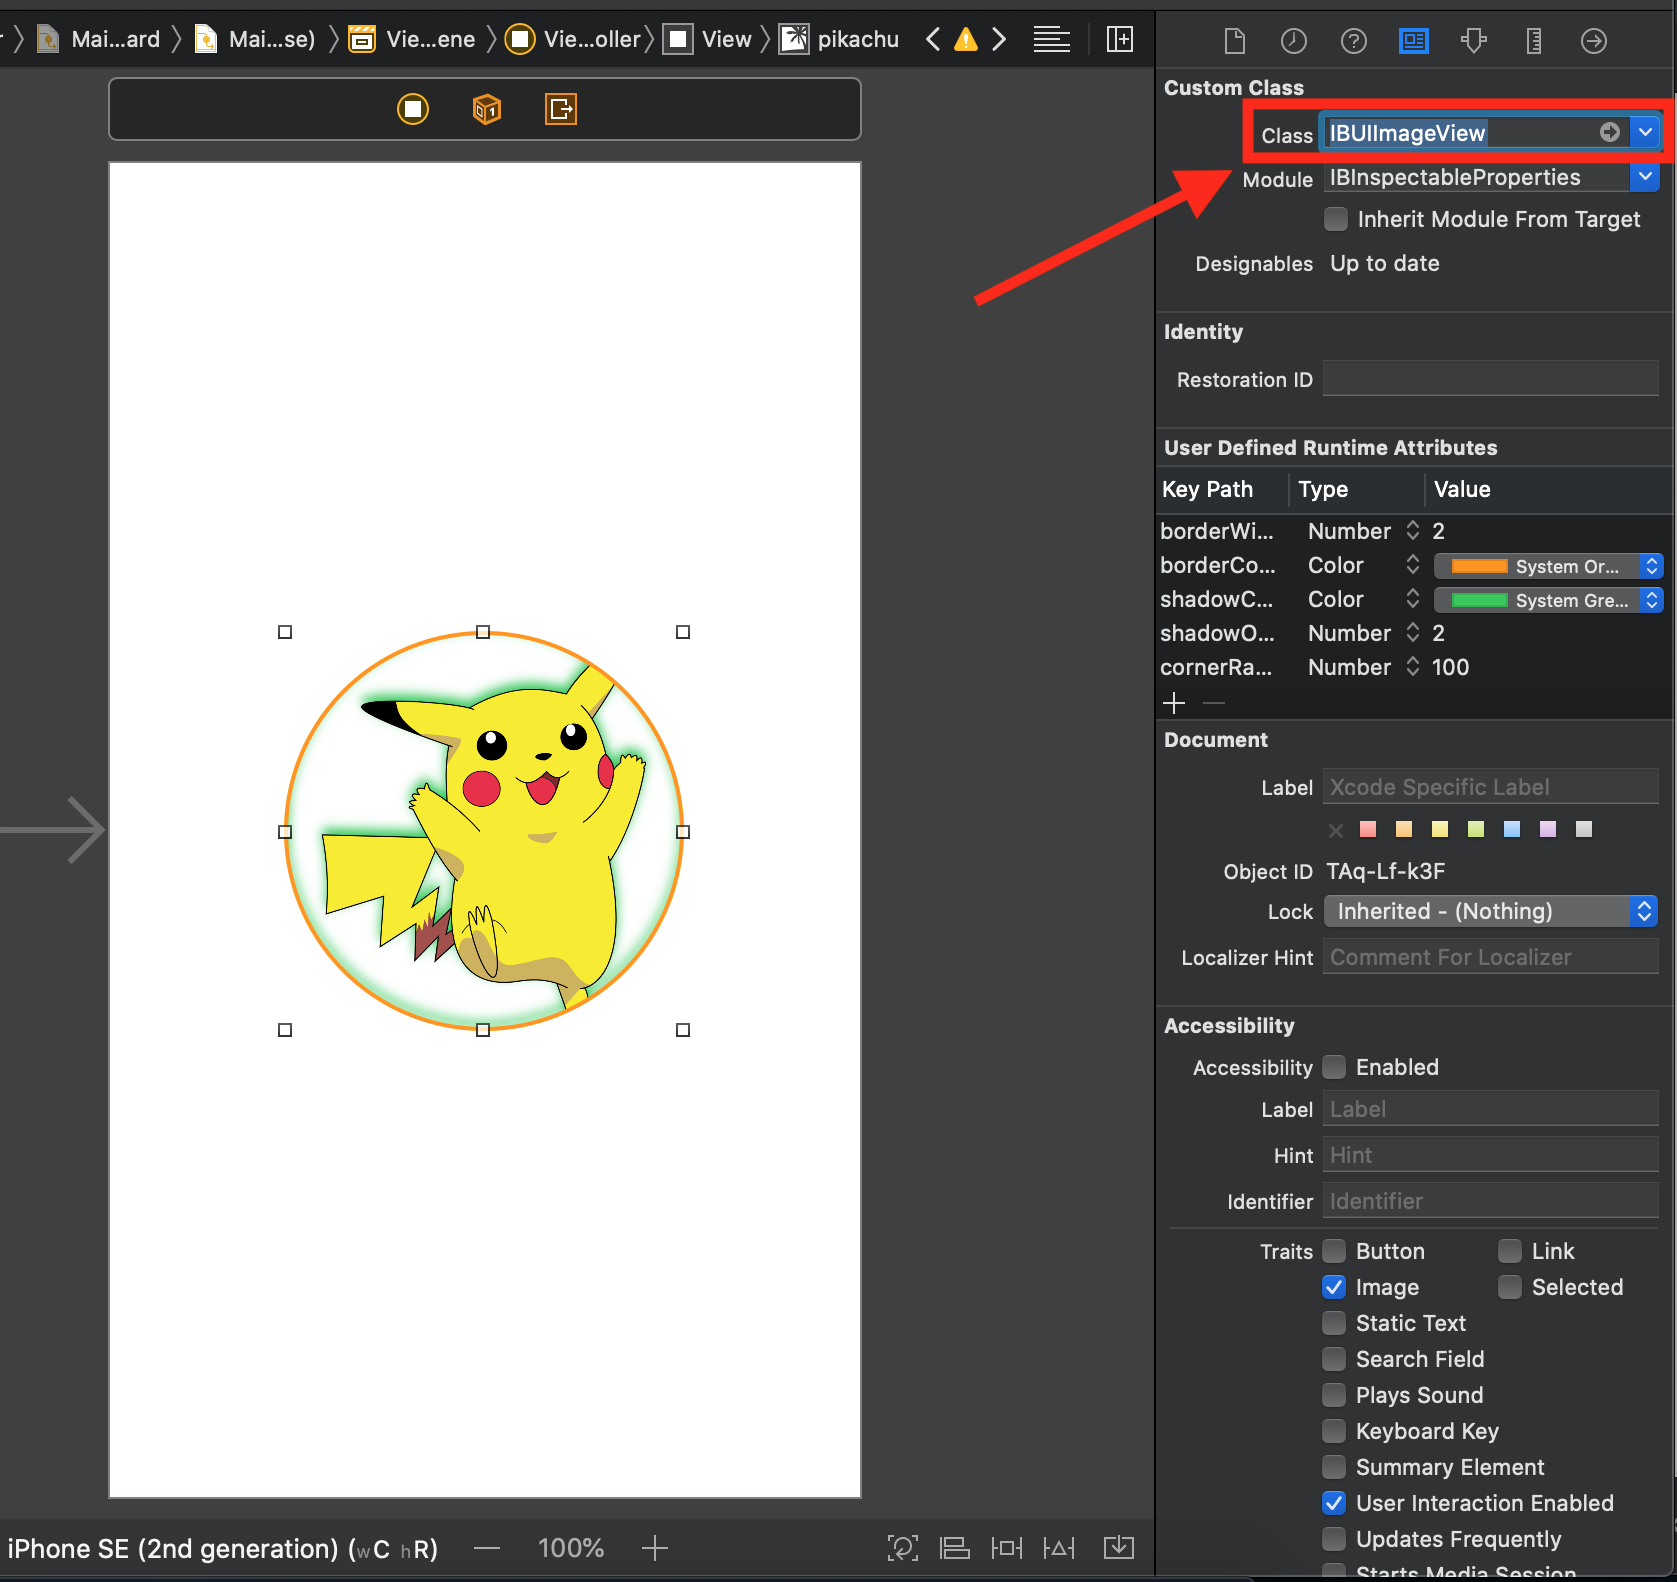 Mai...ard Mai...se) Vie...ene Vie...oller View pikachu
Custom Class
Class IBUIImageView
Module IBInspectableProperties
Inherit Module From Target
Designables Up to date
Identity
Restoration ID
User Defined Runtime Attributes
Key Path Type Value
borderWi... Number 2
borderCo... Color System Or...
shadowC... Color System Gre...
shadowO... Number 2
cornerRa... Number 100
Document
Label Xcode Specific Label
Object ID TAq-Lf-k3F
Lock Inherited - (Nothing)
Localizer Hint Comment For Localizer
Accessibility
Accessibility Enabled
Label Label
Hint Hint
Identifier Identifier
Traits Button Link
Image Selected
Static Text
Search Field
Plays Sound
Keyboard Key
Summary Element
User Interaction Enabled
Updates Frequently
Starts Media Session
iPhone SE (2nd generation) (wC hR) 100%